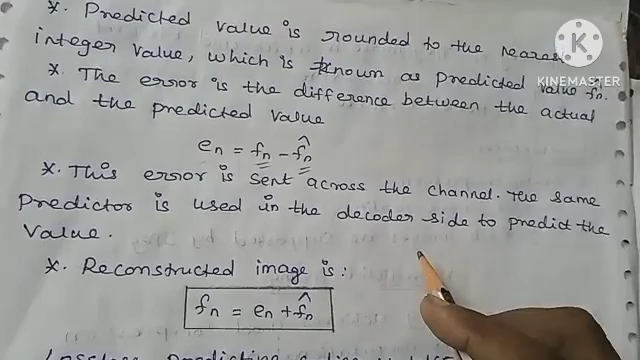 *. Predicted value is rounded to the nearest
integer value, which is known as predicted value f̂n.
*. The error is the difference between the actual
and the predicted value
en = fn - f̂n
*. This error is sent across the channel. The same
predictor is used in the decoder side to predict the
value.
*. Reconstructed image is:
fn = en + f̂n
KINEMASTER